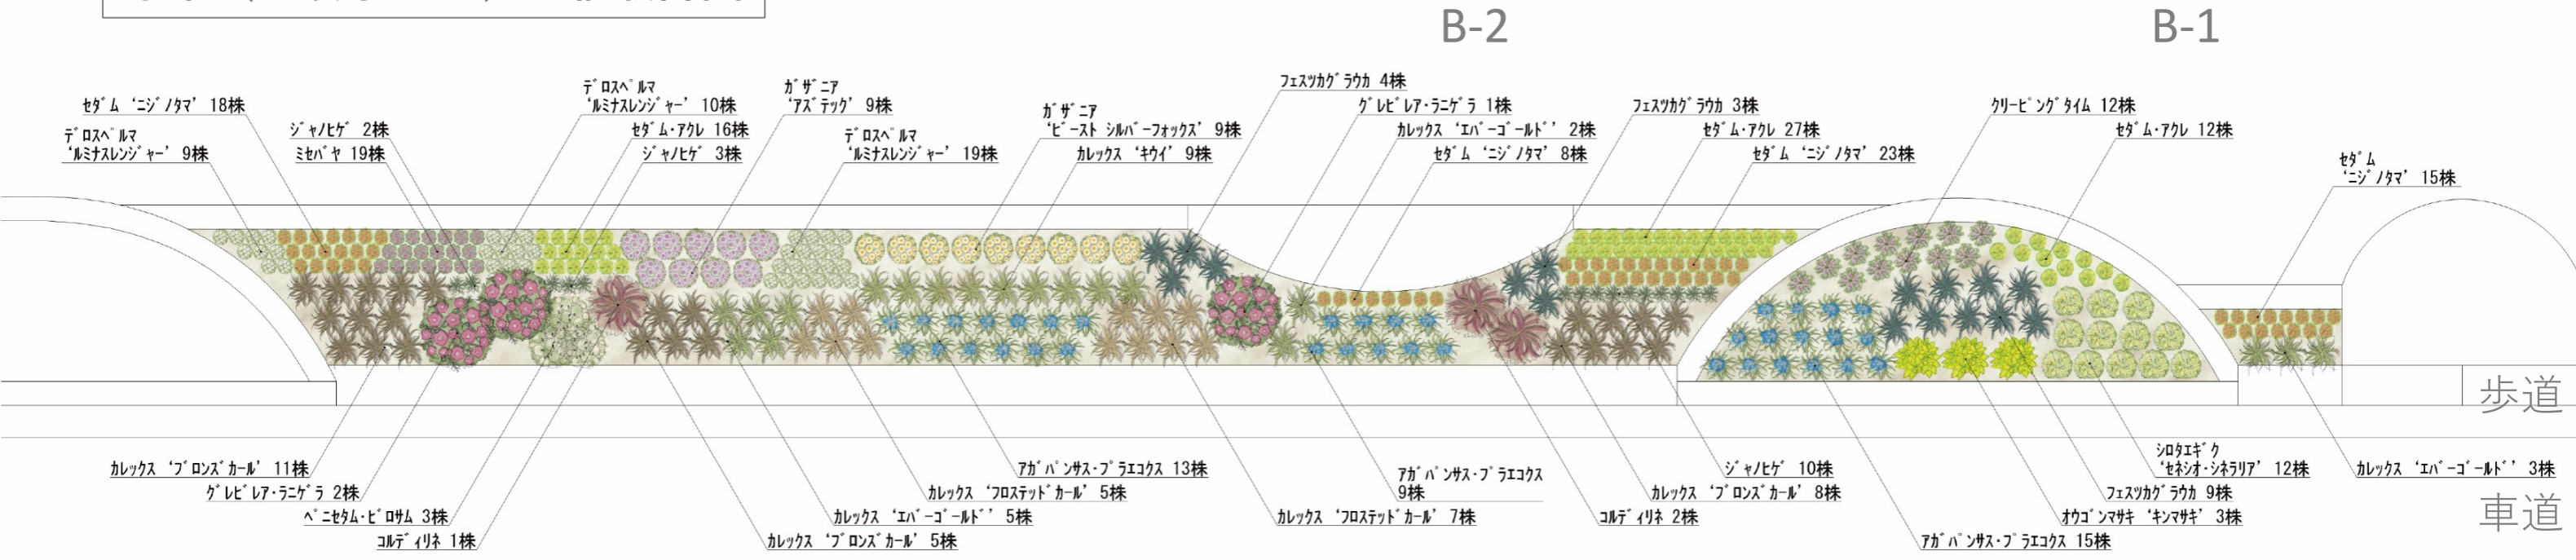 B-2
B-1
フェスツカグラウカ 4株
デロスペルマ
‘ルミナスレンジャー’ 10株
ガザニア
‘アズテック’ 9株
セダム ‘ニジノタマ’ 18株
ガザニア
‘ビースト シルバーフォックス’ 9株
グレビレア・ラニゲラ 1株
フェスツカグラウカ 3株
クリーピングタイム 12株
デロスペルマ
‘ルミナスレンジャー’ 9株
ジャノヒゲ 2株
ミセバヤ 19株
セダム・アクレ 16株
ジャノヒゲ 3株
デロスペルマ
‘ルミナスレンジャー’ 19株
カレックス ‘キウイ’ 9株
カレックス ‘エバーゴールド’ 2株
セダム ‘ニジノタマ’ 8株
セダム・アクレ 27株
セダム ‘ニジノタマ’ 23株
セダム・アクレ 12株
セダム
‘ニジノタマ’ 15株
歩道
カレックス ‘ブロンズカール’ 11株
グレビレア・ラニゲラ 2株
ペニセタム・ビロサム 3株
コルディリネ 1株
アガパンサス・プラエコクス 13株
カレックス ‘フロステッドカール’ 5株
カレックス ‘エバーゴールド’ 5株
カレックス ‘ブロンズカール’ 5株
アガパンサス・プラエコクス
9株
カレックス ‘フロステッドカール’ 7株
ジャノヒゲ 10株
カレックス ‘ブロンズカール’ 8株
コルディリネ 2株
シロタエギク
‘セネシオ・シネラリア’ 12株
フェスツカグラウカ 9株
オウゴンマサキ ‘キンマサキ’ 3株
アガパンサス・プラエコクス 15株
カレックス ‘エバーゴールド’ 3株
車道